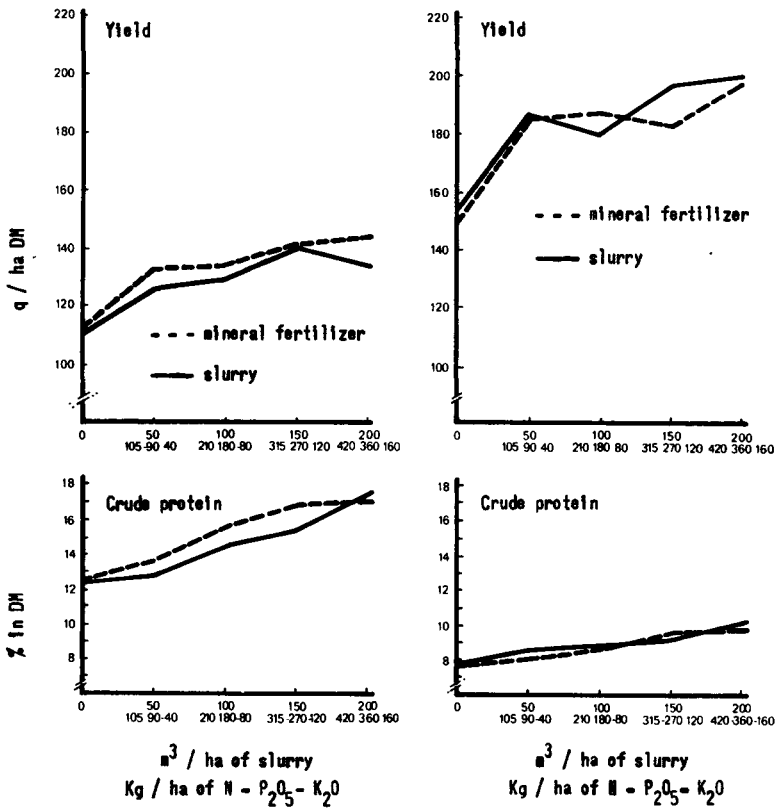 Yield
220
200
180
160
140
120
100
q / ha DM
mineral fertilizer
slurry
0 50 100 150 200
105-90-40 210 180-80 315-270 120 420 360 160
Yield
220
200
180
160
150
140
120
100
mineral fertilizer
slurry
0 50 100 150 200
105 90 40 210 180 80 315 270 120 420 360 160
Crude protein
18
16
14
12
10
8
% in DM
0 50 100 150 200
105 90-40 210 180-80 315-270-120 420 360 160
m³ / ha of slurry
Kg / ha of N - P₂O₅- K₂O
Crude protein
18
16
14
12
10
8
0 50 100 150 200
105 90-40 210 180-80 315-270 120 420 360-160
m³ / ha of slurry
Kg / ha of N - P₂O₅- K₂O